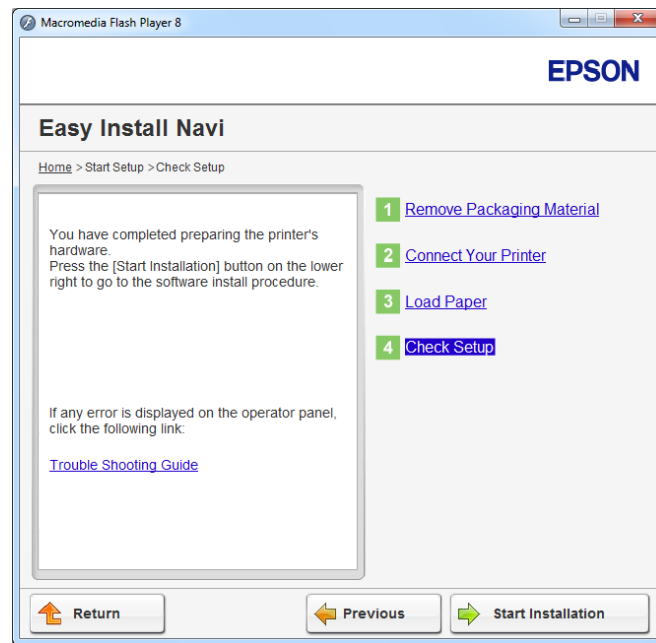 Macromedia Flash Player 8
EPSON
Easy Install Navi
Home > Start Setup >Check Setup
You have completed preparing the printer's
hardware.
Press the [Start Installation] button on the lower
right to go to the software install procedure.
If any error is displayed on the operator panel,
click the following link:
Trouble Shooting Guide
1 Remove Packaging Material
2 Connect Your Printer
3 Load Paper
4 Check Setup
Return
Previous
Start Installation